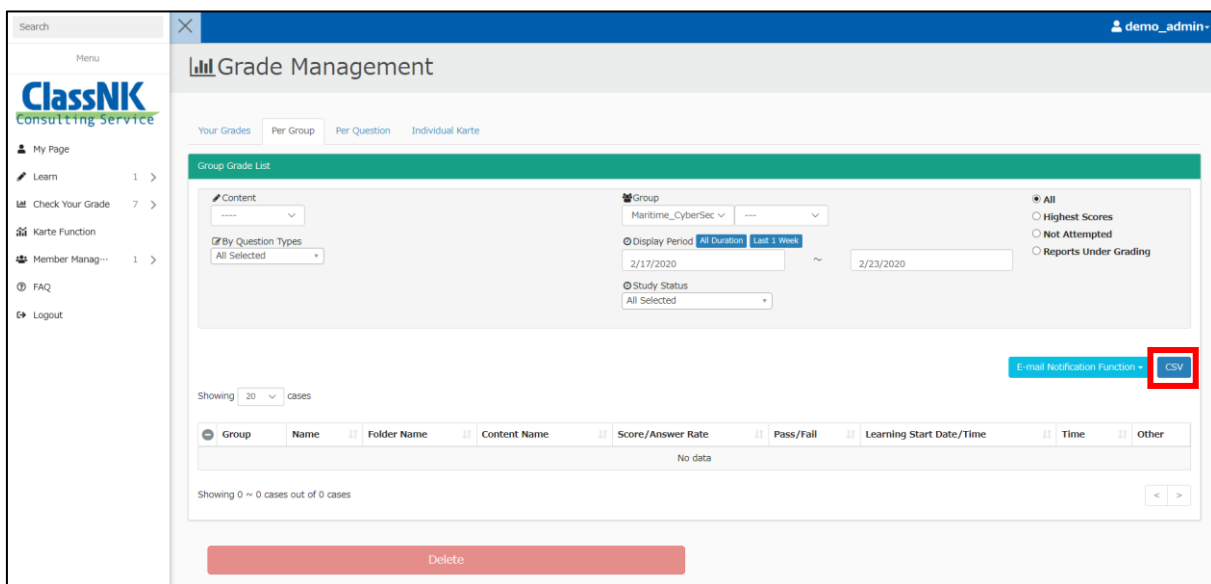 Search
demo_admin
Menu
ClassNK
Consulting Service
My Page
Learn 1 >
Check Your Grade 7 >
Karte Function
Member Manag⋯ 1 >
FAQ
Logout
Grade Management
Your Grades Per Group Per Question Individual Karte
Group Grade List
Content
----
By Question Types
All Selected
Group
Maritime_CyberSec ---
Display Period All Duration Last 1 Week
2/17/2020 ~ 2/23/2020
Study Status
All Selected
All
Highest Scores
Not Attempted
Reports Under Grading
E-mail Notification Function CSV
Showing 20 cases
Group Name Folder Name Content Name Score/Answer Rate Pass/Fail Learning Start Date/Time Time Other
No data
Showing 0 ~ 0 cases out of 0 cases
< >
Delete